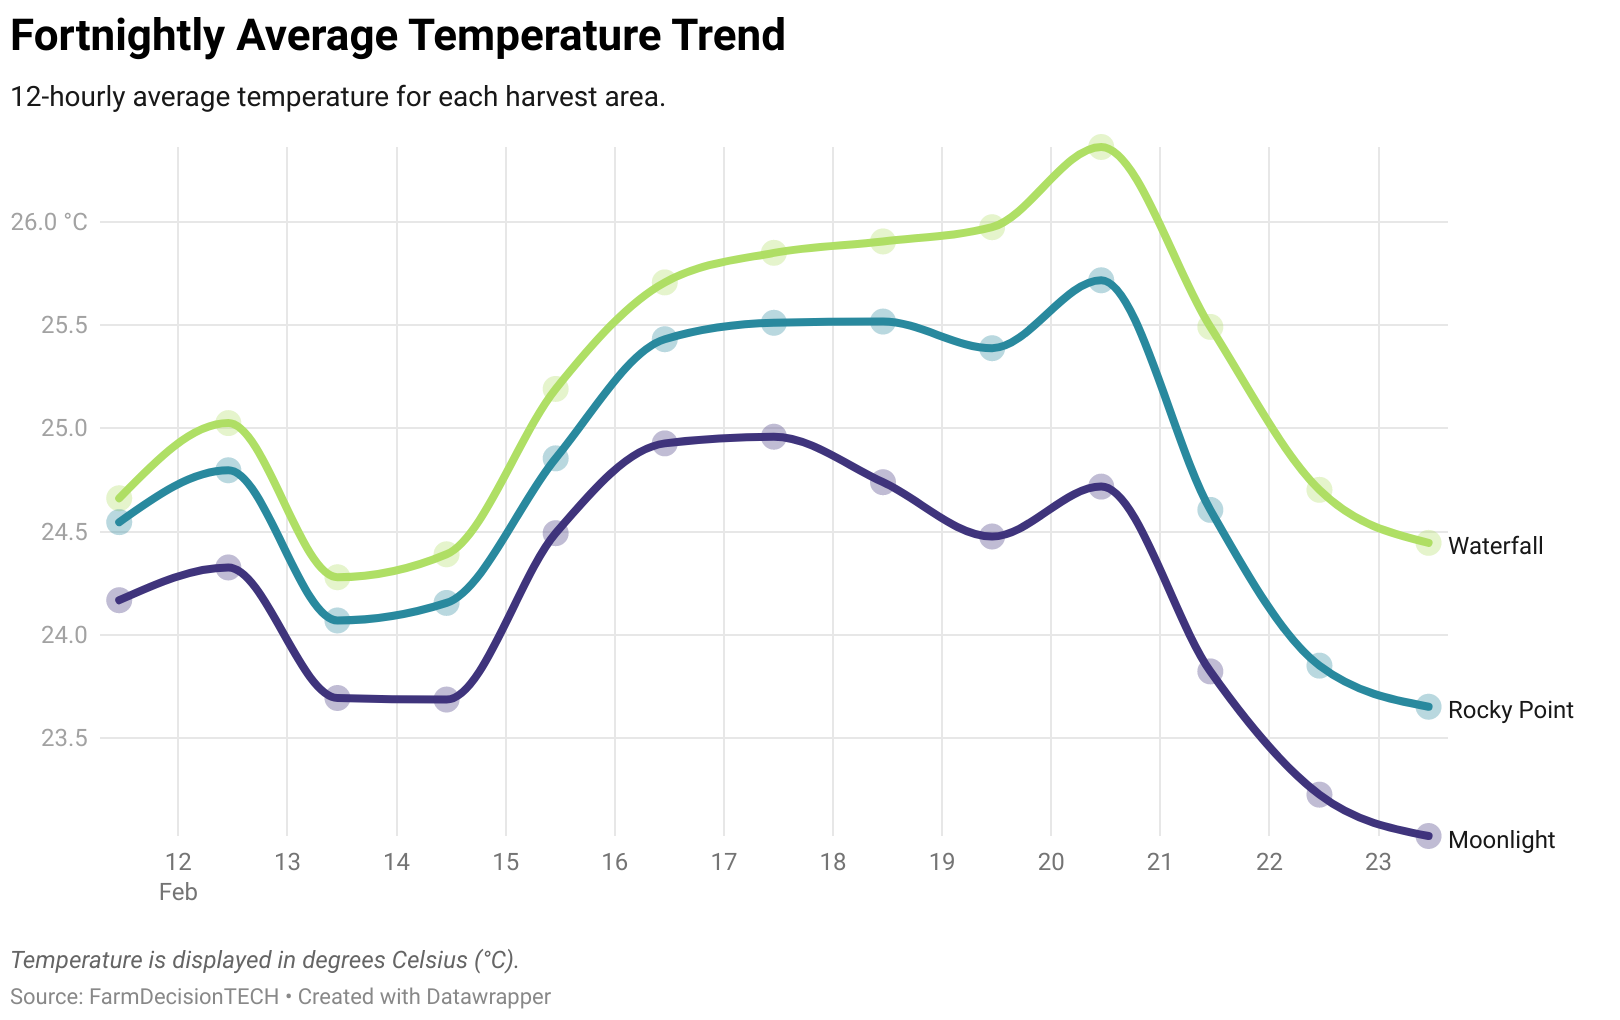 Fortnightly Average Temperature Trend
12-hourly average temperature for each harvest area.
26.0 °C
25.5
25.0
24.5
24.0
23.5
Waterfall
Rocky Point
Moonlight
12 13 14 15 16 17 18 19 20 21 22 23
Feb
Temperature is displayed in degrees Celsius (°C).
Source: FarmDecisionTECH • Created with Datawrapper